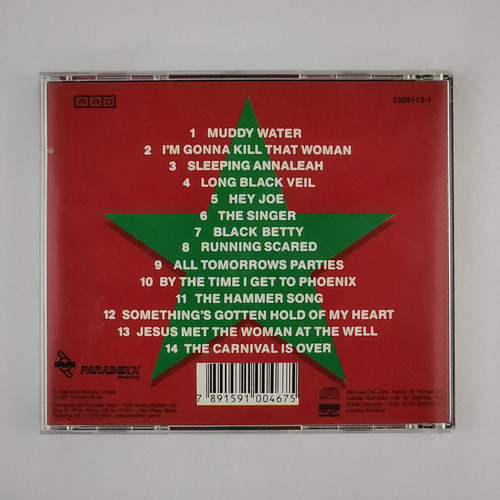 AAD
1309113-1
1 MUDDY WATER
2 I'M GONNA KILL THAT WOMAN
3 SLEEPING ANNALEAH
4 LONG BLACK VEIL
5 HEY JOE
6 THE SINGER
7 BLACK BETTY
8 RUNNING SCARED
9 ALL TOMORROWS PARTIES
10 BY THE TIME I GET TO PHOENIX
11 THE HAMMER SONG
12 SOMETHING'S GOTTEN HOLD OF MY HEART
13 JESUS MET THE WOMAN AT THE WELL
14 THE CARNIVAL IS OVER
PARADOXX
7 891591 004675